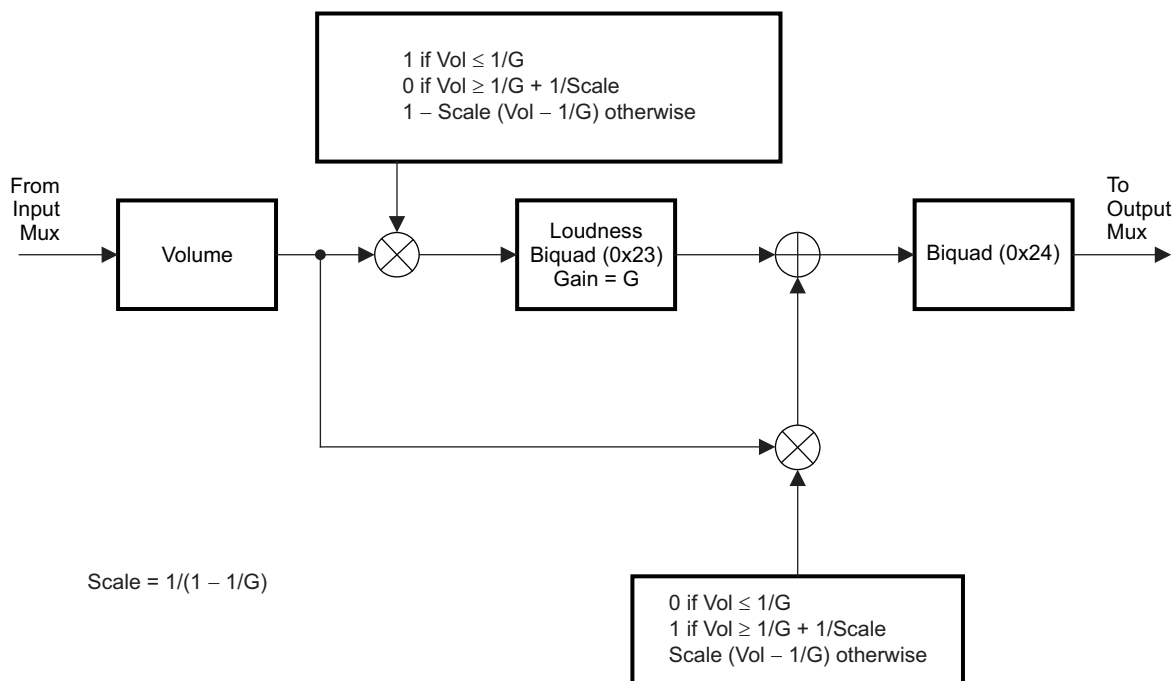 1 if Vol ≤ 1/G
0 if Vol ≥ 1/G + 1/Scale
1 – Scale (Vol – 1/G) otherwise
From
Input
Mux
Volume
Loudness
Biquad (0x23)
Gain = G
Biquad (0x24)
To
Output
Mux
Scale = 1/(1 – 1/G)
0 if Vol ≤ 1/G
1 if Vol ≥ 1/G + 1/Scale
Scale (Vol – 1/G) otherwise